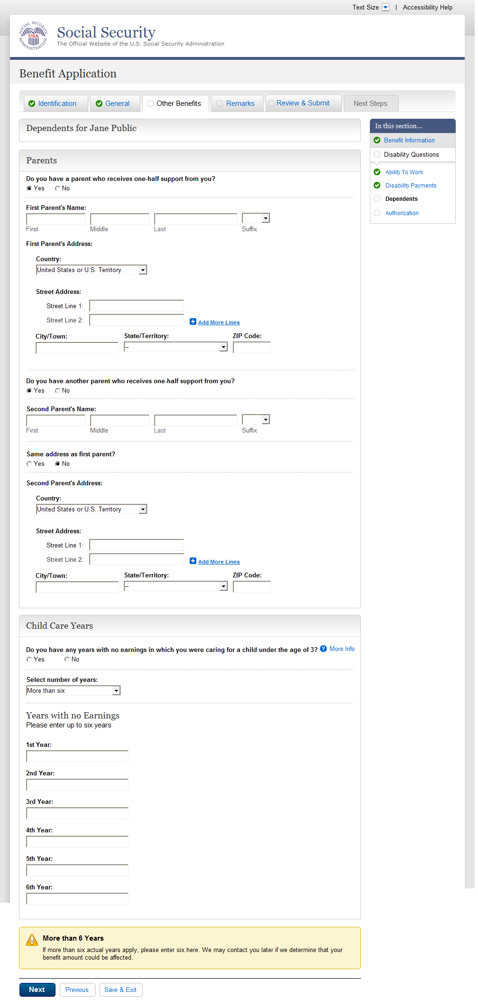 Text Size | Accessibility Help
SOCIAL SECURITY ADMINISTRATION
USA
Social Security
The Official Website of the U.S. Social Security Administration
Benefit Application
Identification General Other Benefits Remarks Review & Submit Next Steps
Dependents for Jane Public
In this section...
Benefit Information
Disability Questions
Ability To Work
Disability Payments
Dependents
Authorization
Parents
Do you have a parent who receives one-half support from you?
Yes No
First Parent's Name:
First Middle Last Suffix
First Parent's Address:
Country:
United States or U.S. Territory
Street Address:
Street Line 1:
Street Line 2: Add More Lines
City/Town: State/Territory: ZIP Code:
--
Do you have another parent who receives one-half support from you?
Yes No
Second Parent's Name:
First Middle Last Suffix
Same address as first parent?
Yes No
Second Parent's Address:
Country:
United States or U.S. Territory
Street Address:
Street Line 1:
Street Line 2: Add More Lines
City/Town: State/Territory: ZIP Code:
--
Child Care Years
Do you have any years with no earnings in which you were caring for a child under the age of 3? More Info
Yes No
Select number of years:
More than six
Years with no Earnings
Please enter up to six years
1st Year:
2nd Year:
3rd Year:
4th Year:
5th Year:
6th Year:
More than 6 Years
If more than six actual years apply, please enter six here. We may contact you later if we determine that your
benefit amount could be affected.
Next Previous Save & Exit